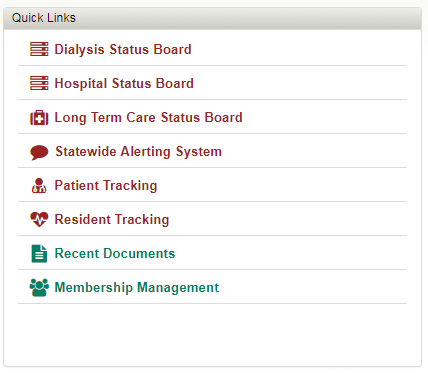 Quick Links
Dialysis Status Board
Hospital Status Board
Long Term Care Status Board
Statewide Alerting System
Patient Tracking
Resident Tracking
Recent Documents
Membership Management